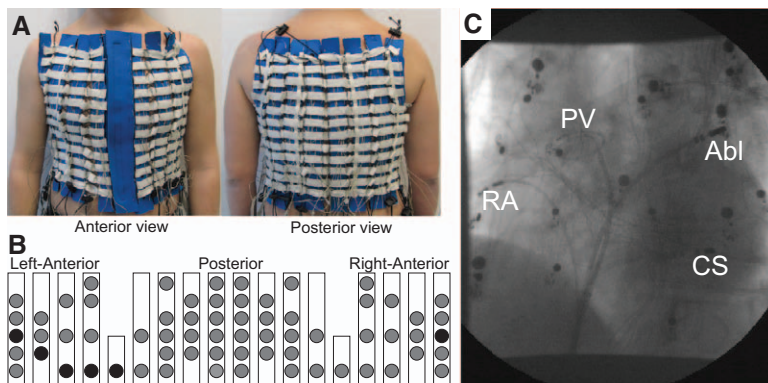 A
Anterior view
Posterior view
B
Left-Anterior
Posterior
Right-Anterior
C
PV
Abl
RA
CS